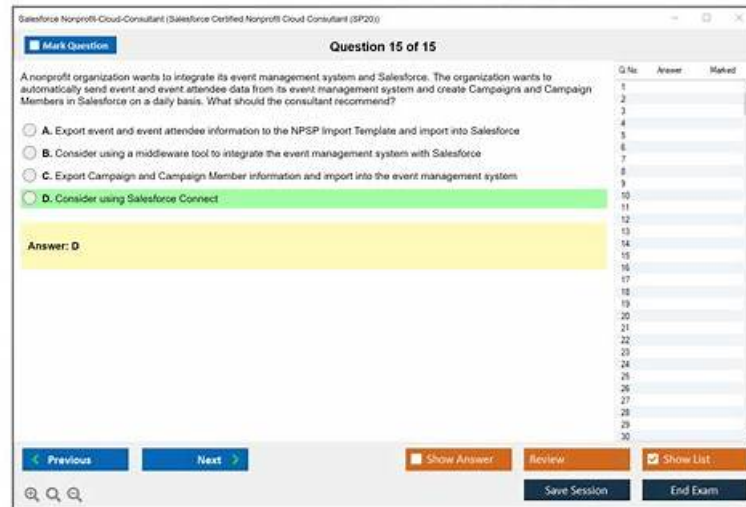 Salesforce Nonprofit-Cloud-Consultant (Salesforce Certified Nonprofit Cloud Consultant (SP20))
Mark Question
Question 15 of 15
A nonprofit organization wants to integrate its event management system and Salesforce. The organization wants to
automatically send event and event attendee data from its event management system and create Campaigns and Campaign
Members in Salesforce on a daily basis. What should the consultant recommend?
A. Export event and event attendee information to the NPSP Import Template and import into Salesforce
B. Consider using a middleware tool to integrate the event management system with Salesforce
C. Export Campaign and Campaign Member information and import into the event management system
D. Consider using Salesforce Connect
Answer: D
Q.No Answer Marked
1
2
3
4
5
6
7
8
9
10
11
12
13
14
15
16
17
18
19
20
21
22
23
24
25
26
27
28
29
30
Previous
Next
Show Answer
Review
Show List
Save Session
End Exam